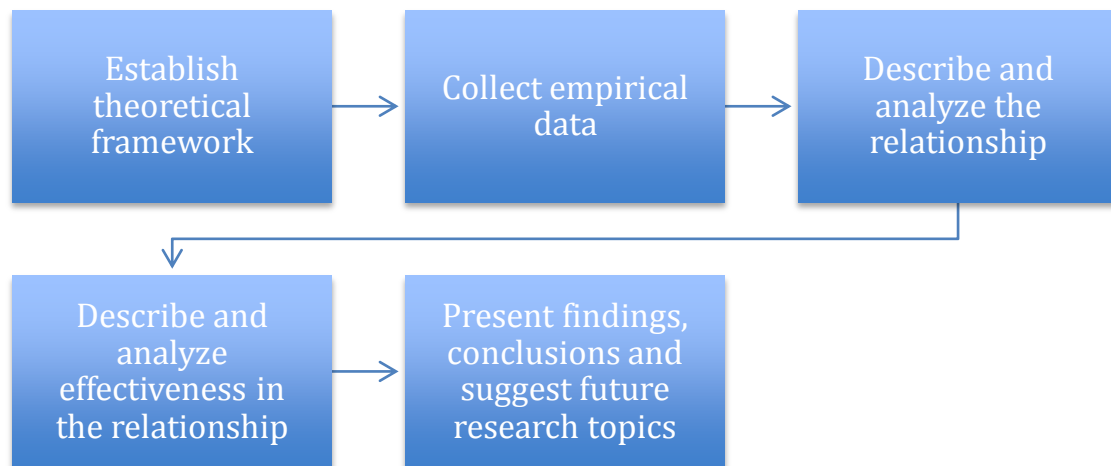 Establish
theoretical
framework
Collect empirical
data
Describe and
analyze the
relationship
Describe and
analyze
effectiveness in
the relationship
Present findings,
conclusions and
suggest future
research topics